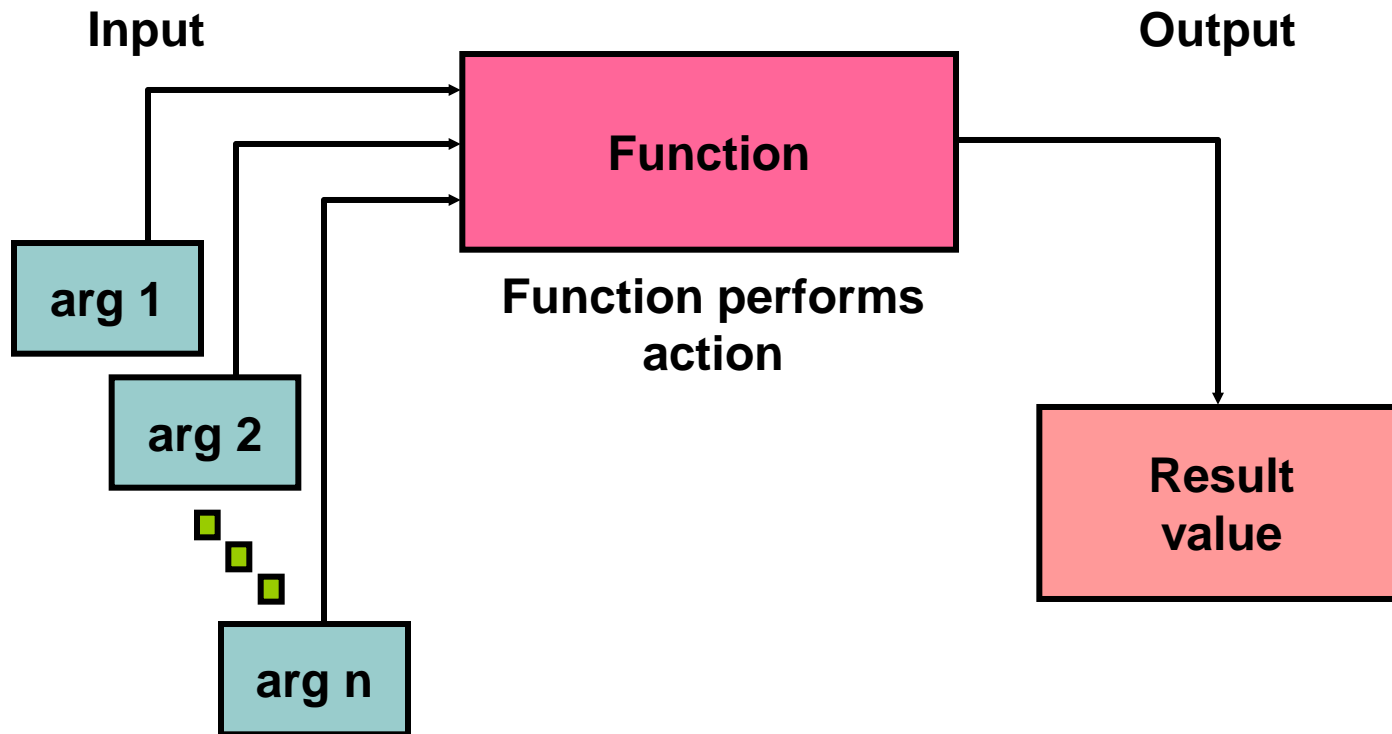 Input
Output
Function
Function performs
action
arg 1
arg 2
arg n
Result
value